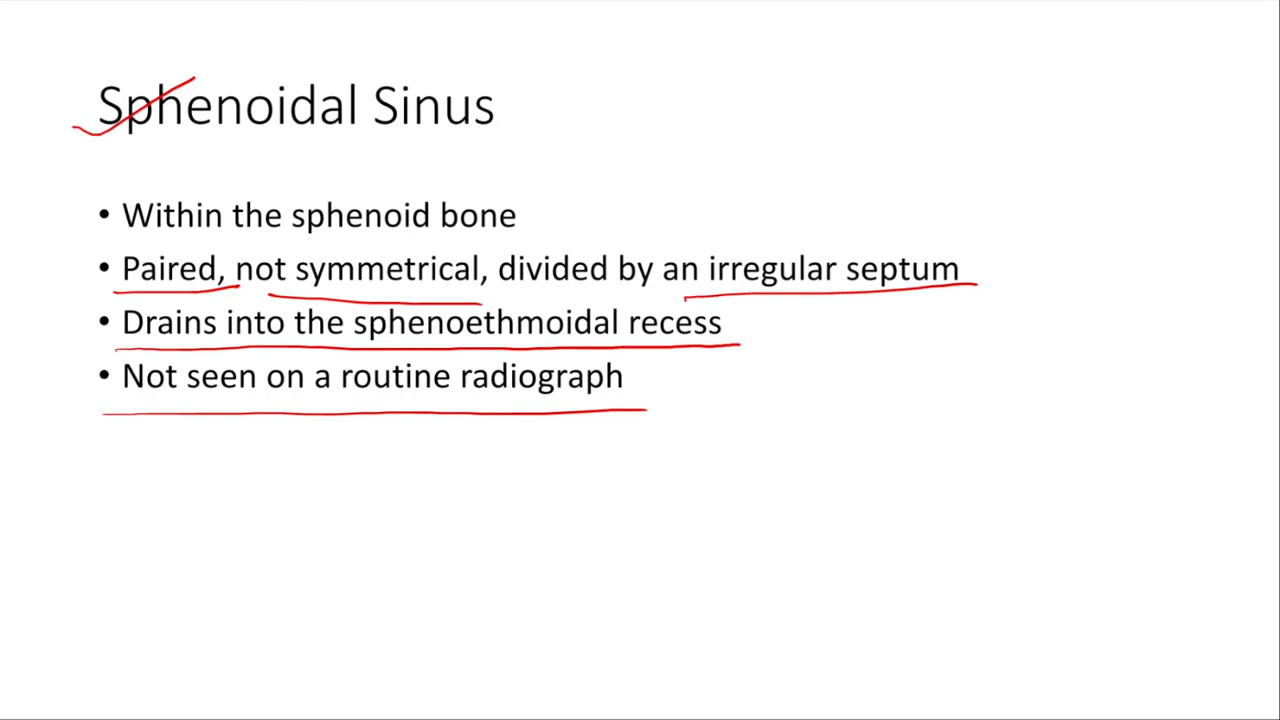 Sphenoidal Sinus
• Within the sphenoid bone
• Paired, not symmetrical, divided by an irregular septum
• Drains into the sphenoethmoidal recess
• Not seen on a routine radiograph